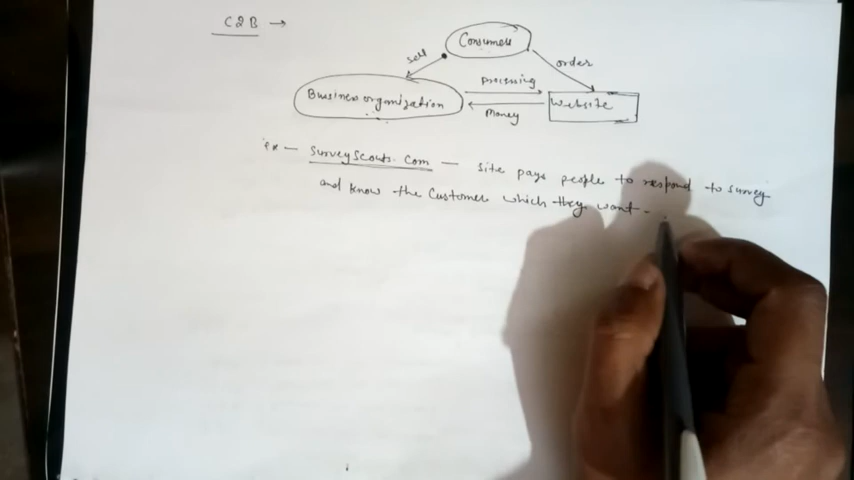 C2B →
Consumer
sell
order
Business organization
processing
Money
Website
ex - SurveyScouts.com - site pays people to respond to survey
and know the Customer which they want -